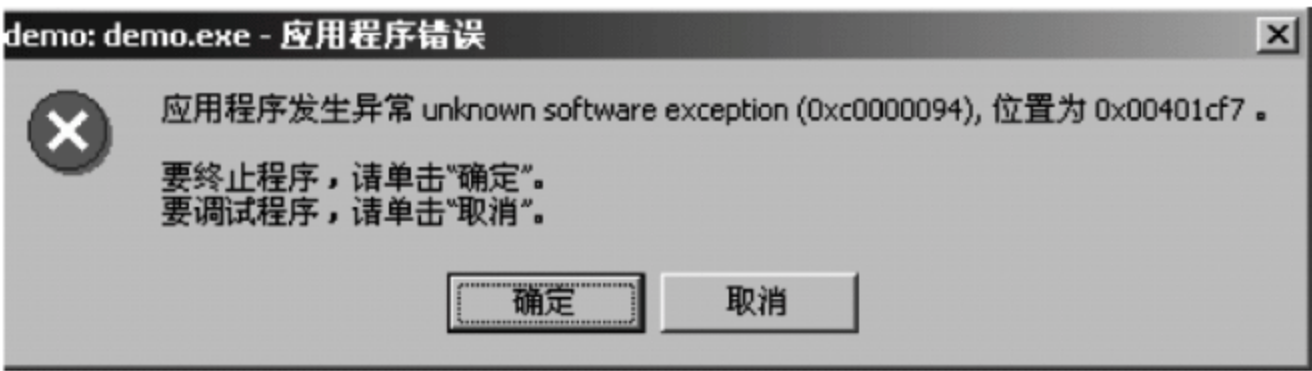 demo: demo.exe - 应用程序错误
应用程序发生异常 unknown software exception (0xc0000094), 位置为 0x00401cf7。
要终止程序，请单击“确定”。
要调试程序，请单击“取消”。
确定 取消